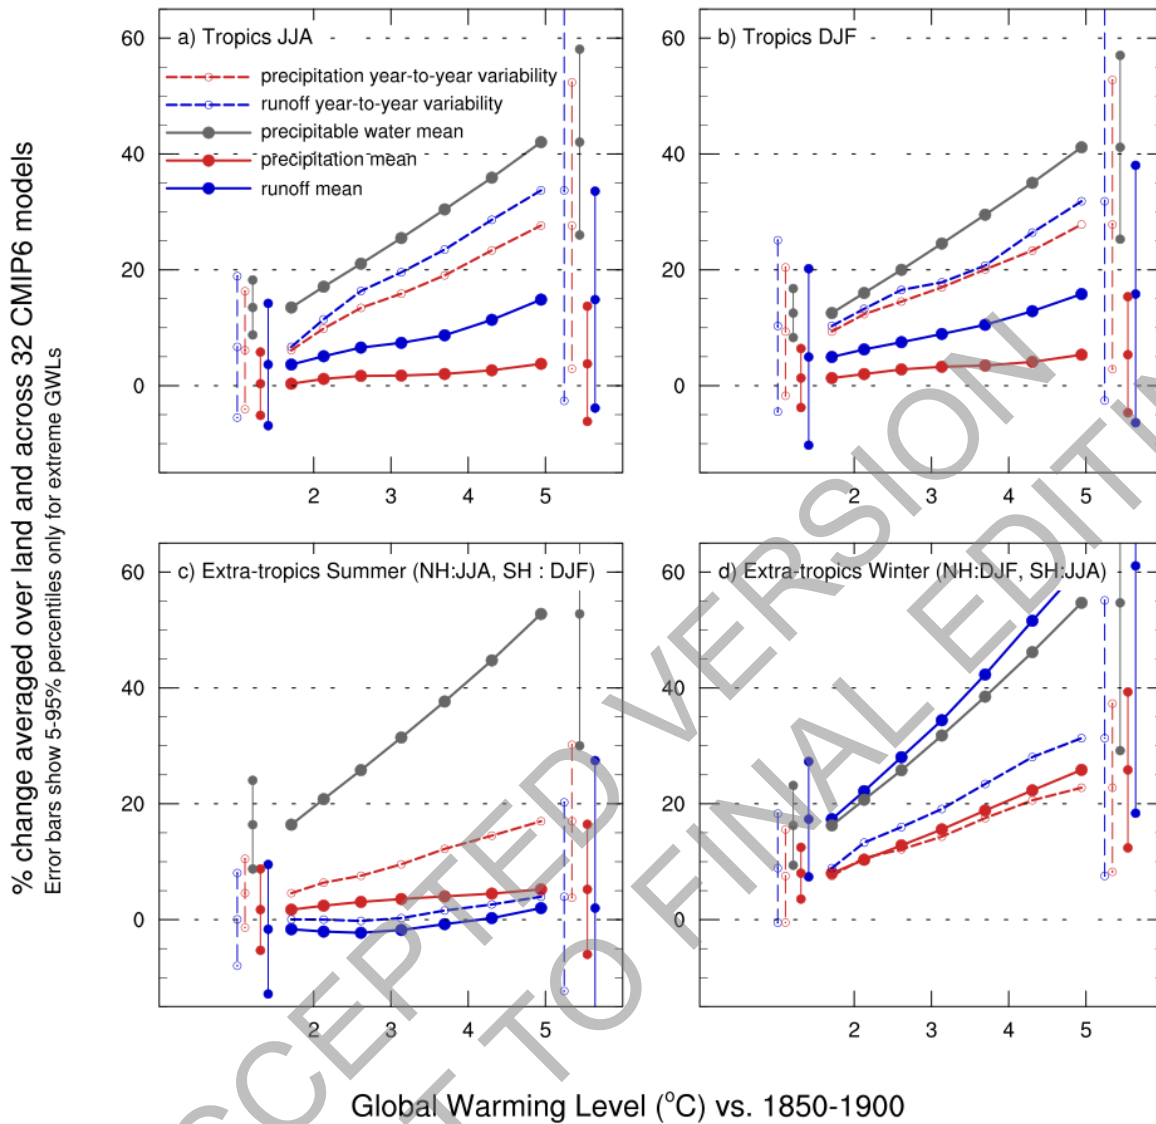 % change averaged over land and across 32 CMIP6 models
Error bars show 5-95% percentiles only for extreme GWLs
a) Tropics JJA
precipitation year-to-year variability
runoff year-to-year variability
precipitable water mean
precipitation mean
runoff mean
60
40
20
0
2 3 4 5
b) Tropics DJF
60
40
20
0
2 3 4 5
c) Extra-tropics Summer (NH:JJA, SH : DJF)
60
40
20
0
2 3 4 5
d) Extra-tropics Winter (NH:DJF, SH:JJA)
60
40
20
0
2 3 4 5
Global Warming Level (°C) vs. 1850-1900
ACCEPTED VERSION
T TO FINAL EDITIN